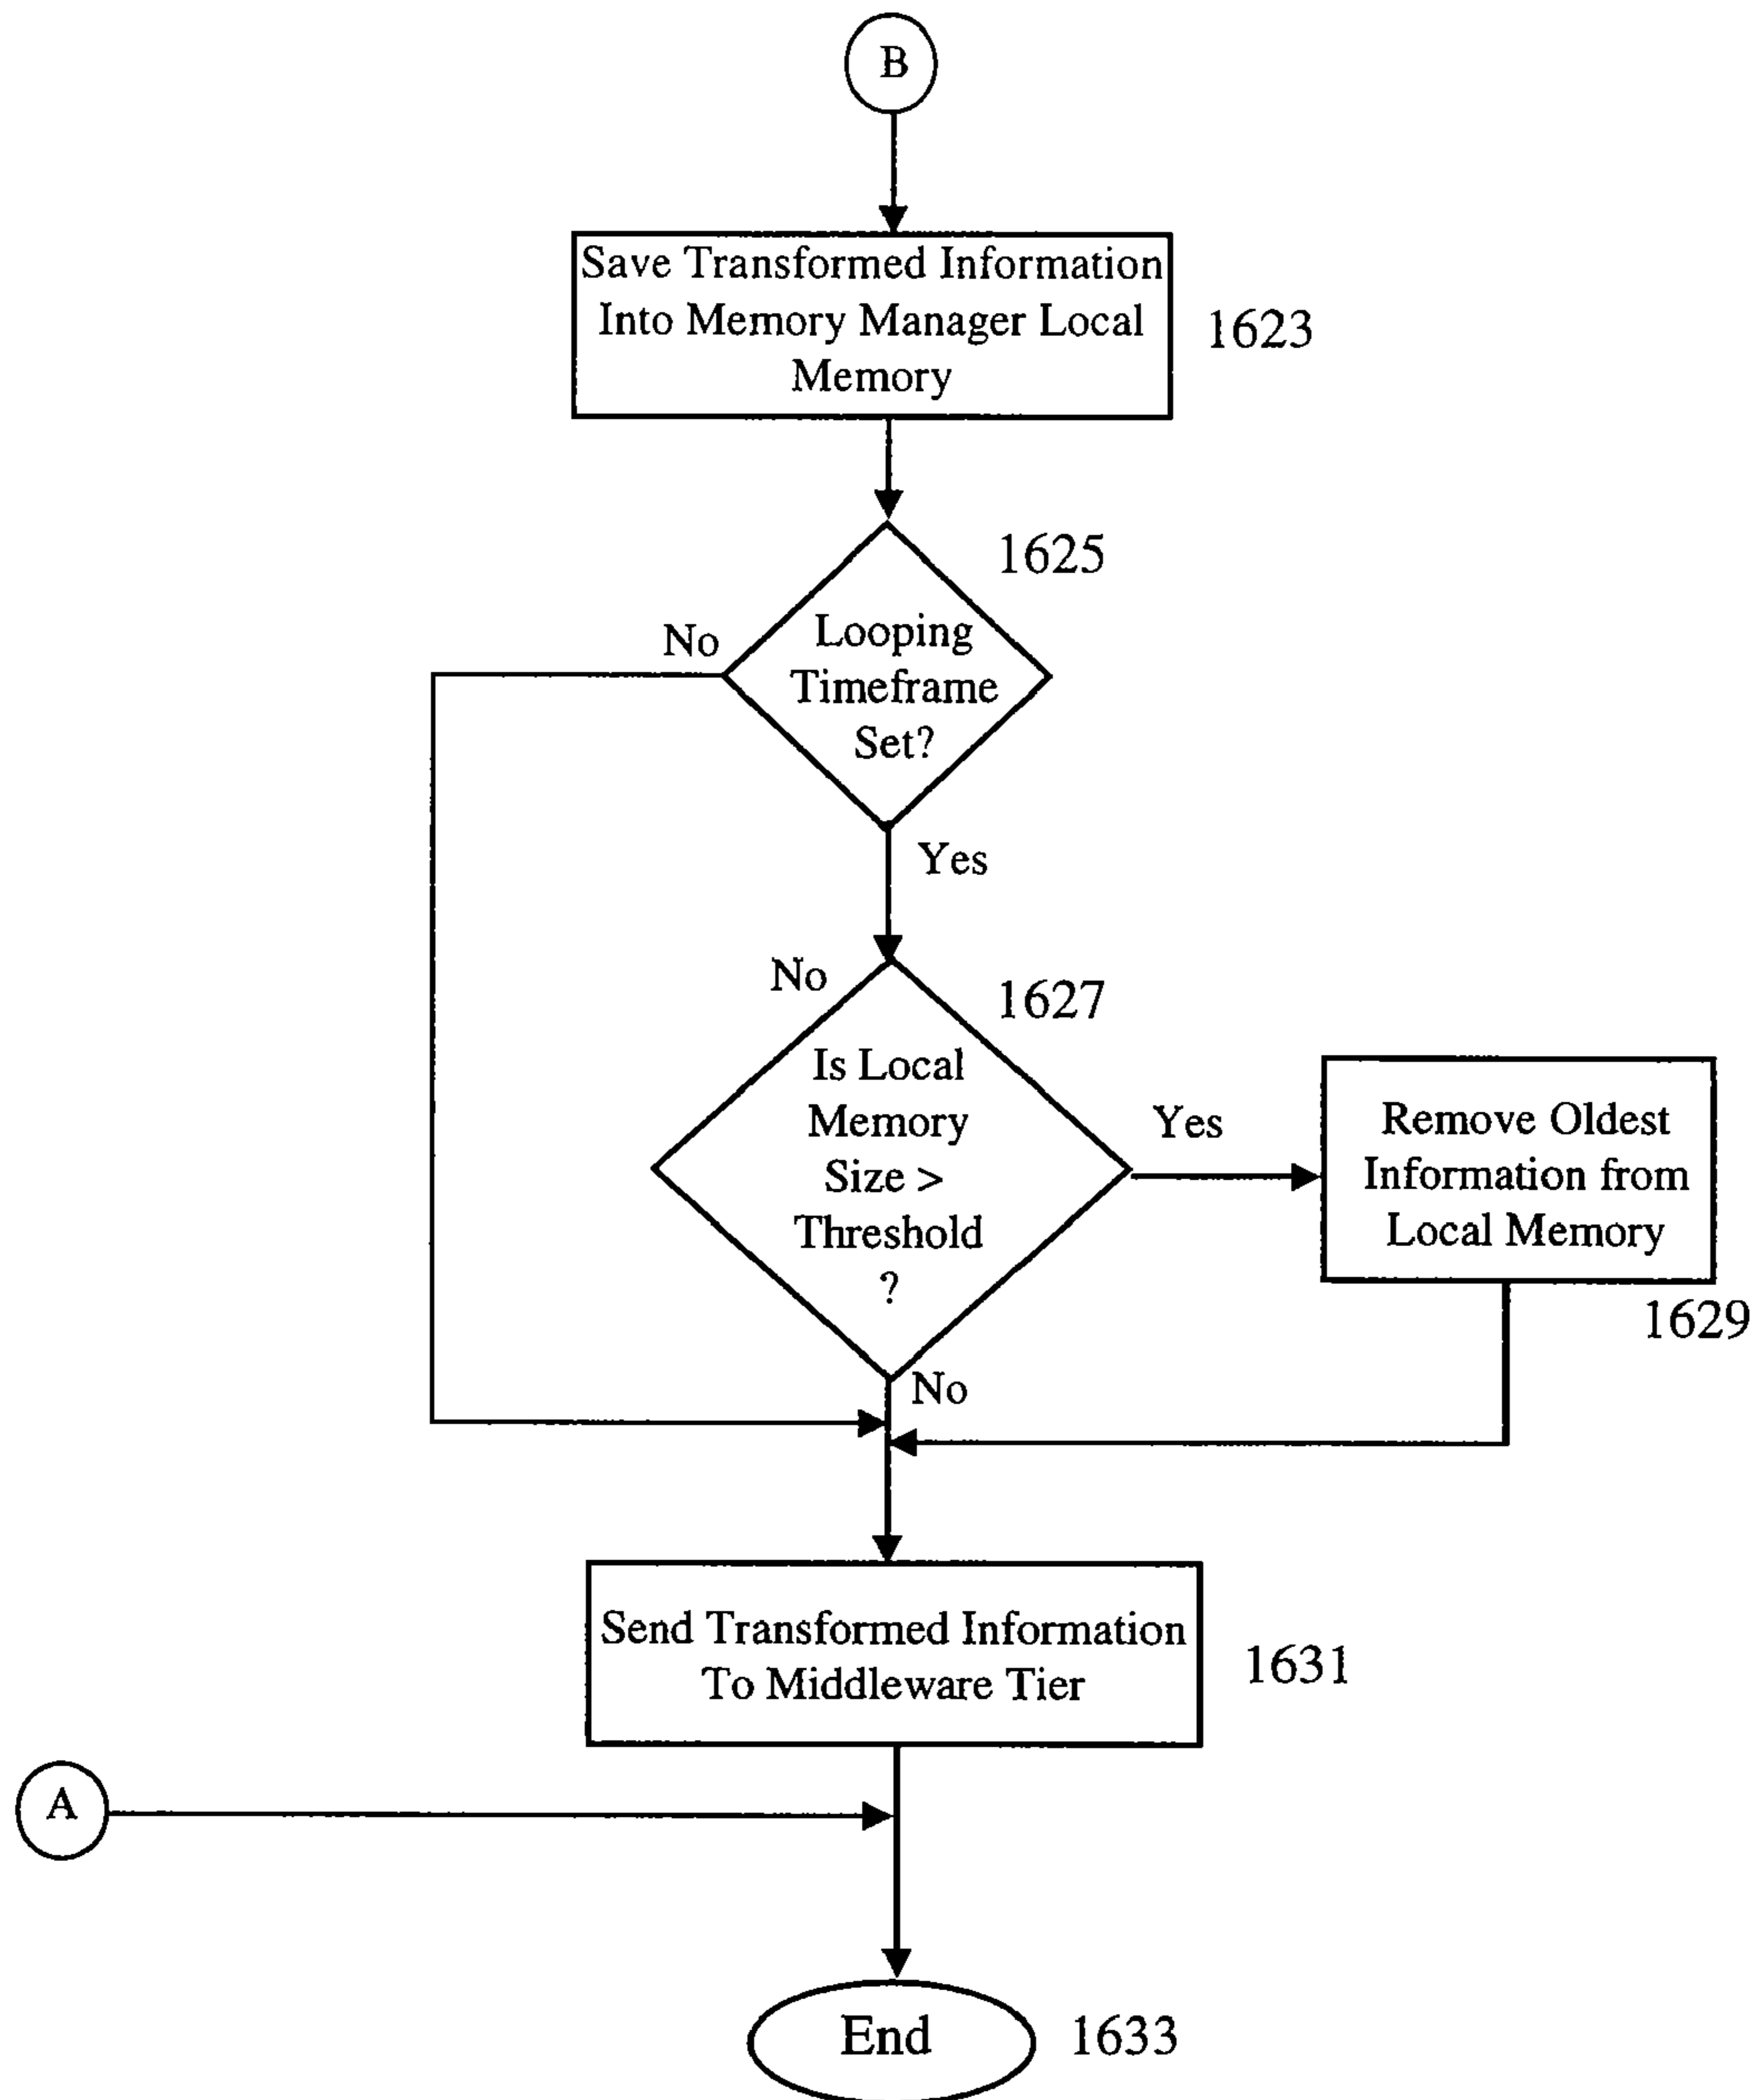 B
Save Transformed Information
Into Memory Manager Local
Memory
1623
1625
No
Looping
Timeframe
Set?
Yes
No
1627
Is Local
Memory
Size >
Threshold
?
Yes
Remove Oldest
Information from
Local Memory
1629
No
Send Transformed Information
To Middleware Tier
1631
A
End
1633